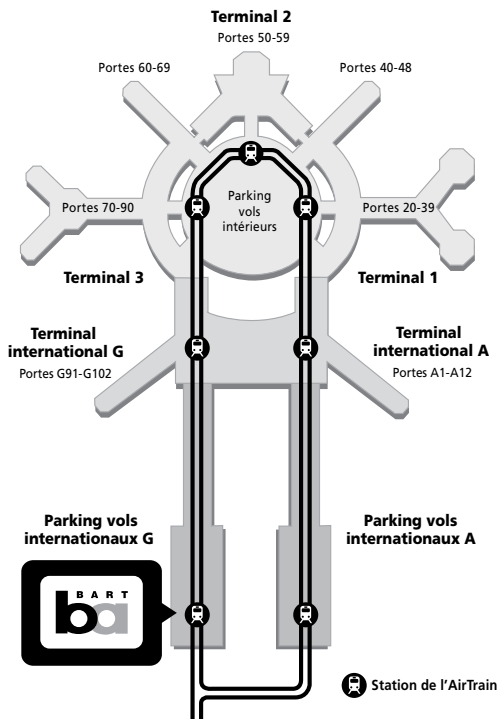 Terminal 2
Portes 50-59
Portes 60-69
Portes 40-48
Parking
vols
intérieurs
Portes 70-90
Portes 20-39
Terminal 3
Terminal 1
Terminal
international G
Portes G91-G102
Terminal
international A
Portes A1-A12
Parking vols
internationaux G
Parking vols
internationaux A
BART
ba
Station de l'AirTrain